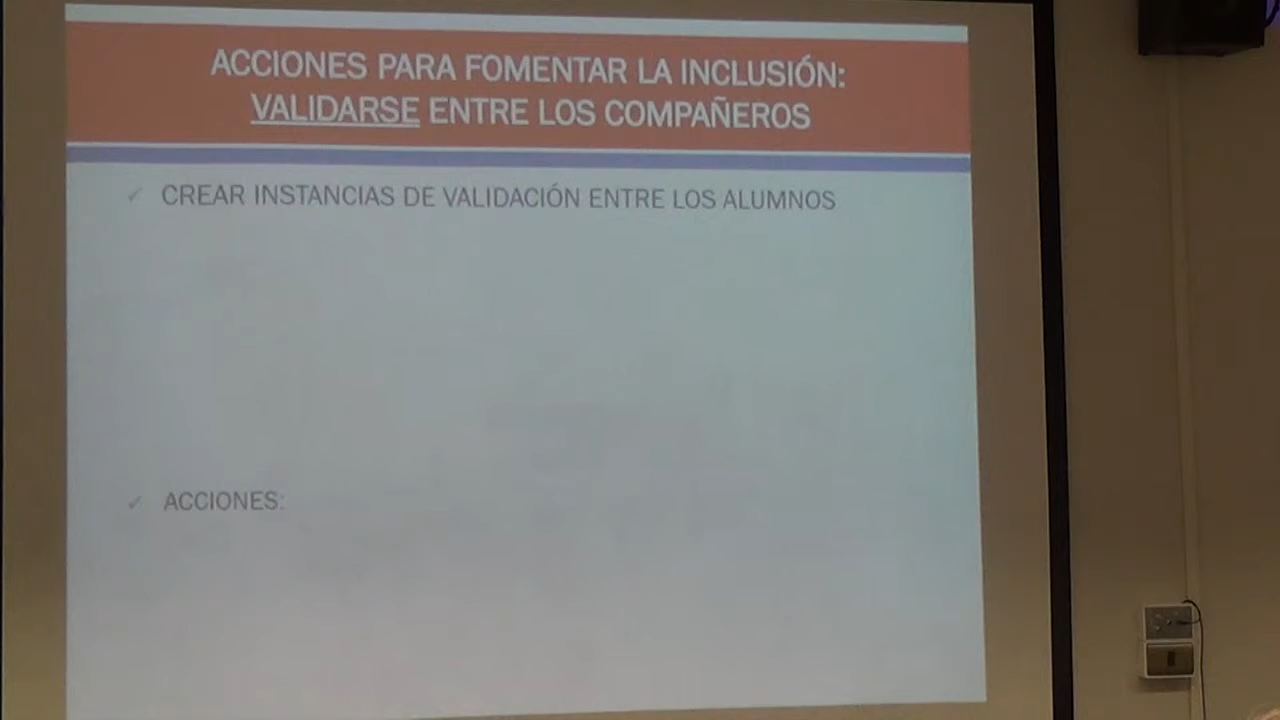 ACCIONES PARA FOMENTAR LA INCLUSIÓN:
VALIDARSE ENTRE LOS COMPAÑEROS
✓ CREAR INSTANCIAS DE VALIDACIÓN ENTRE LOS ALUMNOS
✓ ACCIONES: